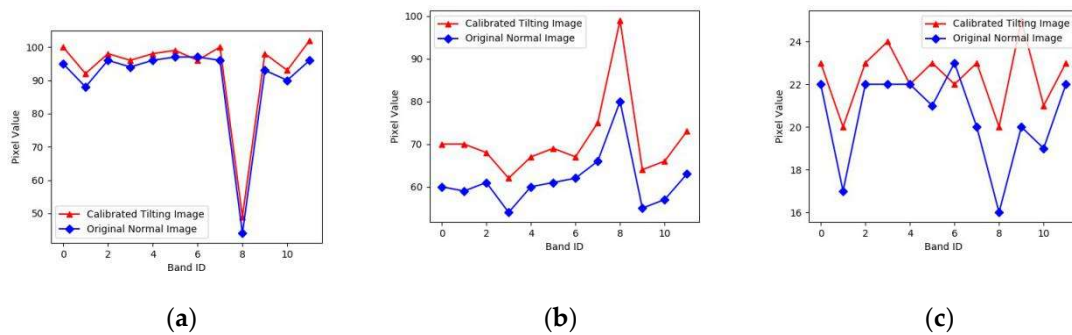 100
90
80
70
60
50
Pixel Value
Calibrated Tilting Image
Original Normal Image
0 2 4 6 8 10
Band ID
(a)
100
90
80
70
60
Pixel Value
Calibrated Tilting Image
Original Normal Image
0 2 4 6 8 10
Band ID
(b)
24
22
20
18
16
Pixel Value
Calibrated Tilting Image
Original Normal Image
0 2 4 6 8 10
Band ID
(c)